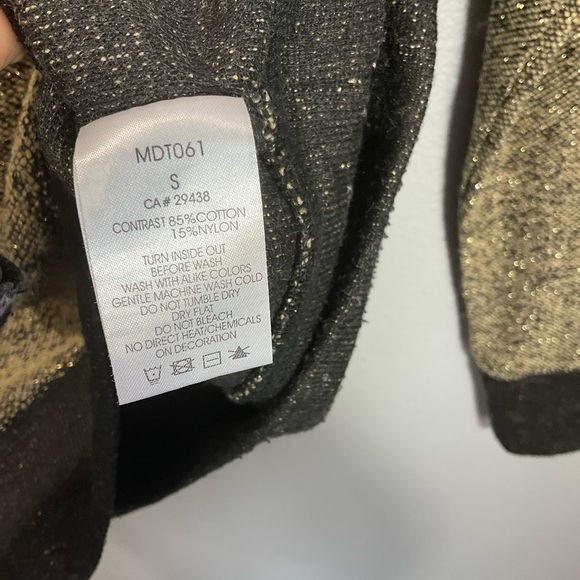 MDT061
S
CA# 29438
CONTRAST 85%COTTON
15%NYLON
TURN INSIDE OUT
BEFORE WASH
WASH WITH ALIKE COLORS
GENTLE MACHINE WASH COLD
DO NOT TUMBLE DRY
DRY FLAT
DO NOT BLEACH
NO DIRECT HEAT/CHEMICALS
ON DECORATION